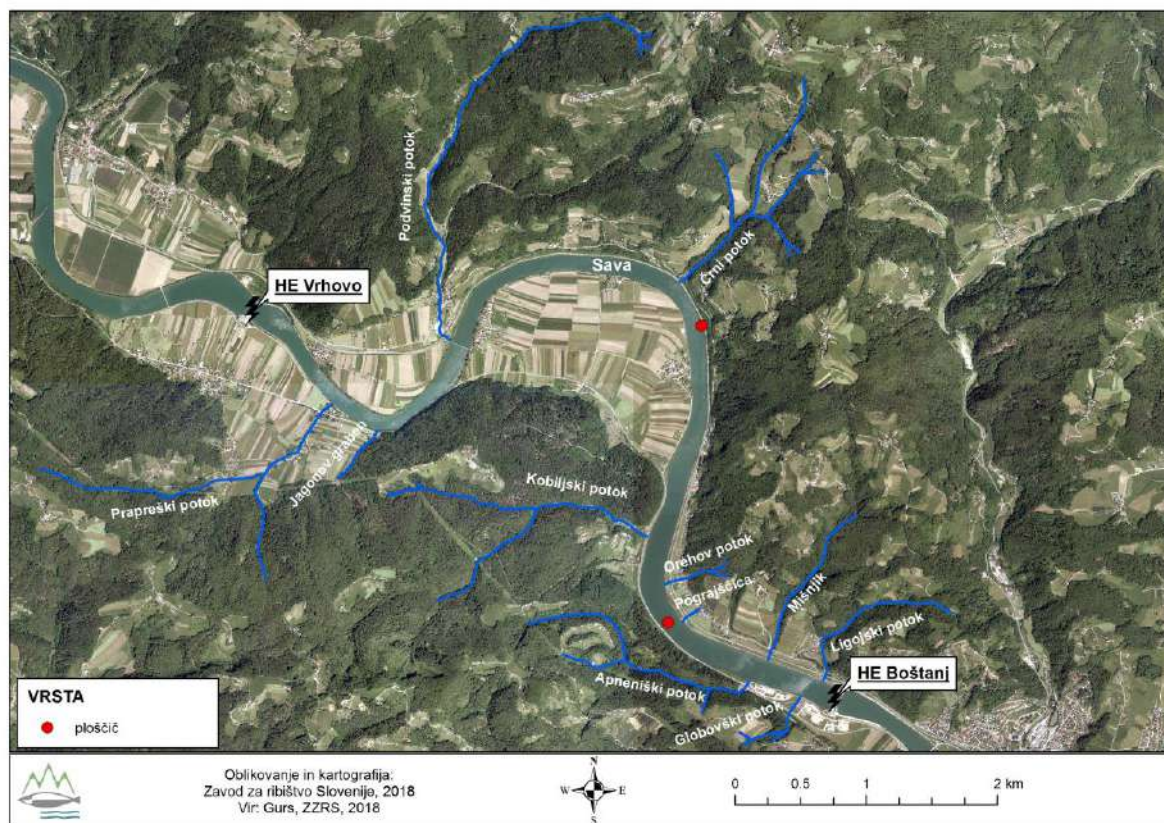 Podvinski potok
Črni potok
Sava
HE Vrhovo
Jagonov graben
Prapreški potok
Kobiljski potok
Orehov potok
Pograjščica
Mišnjik
Ligojski potok
HE Boštanj
Apneniški potok
Globovški potok
VRSTA
ploščič
Oblikovanje in kartografija:
Zavod za ribištvo Slovenije, 2018
Vir: Gurs, ZZRS, 2018
N
W E
S
0 0.5 1 2 km